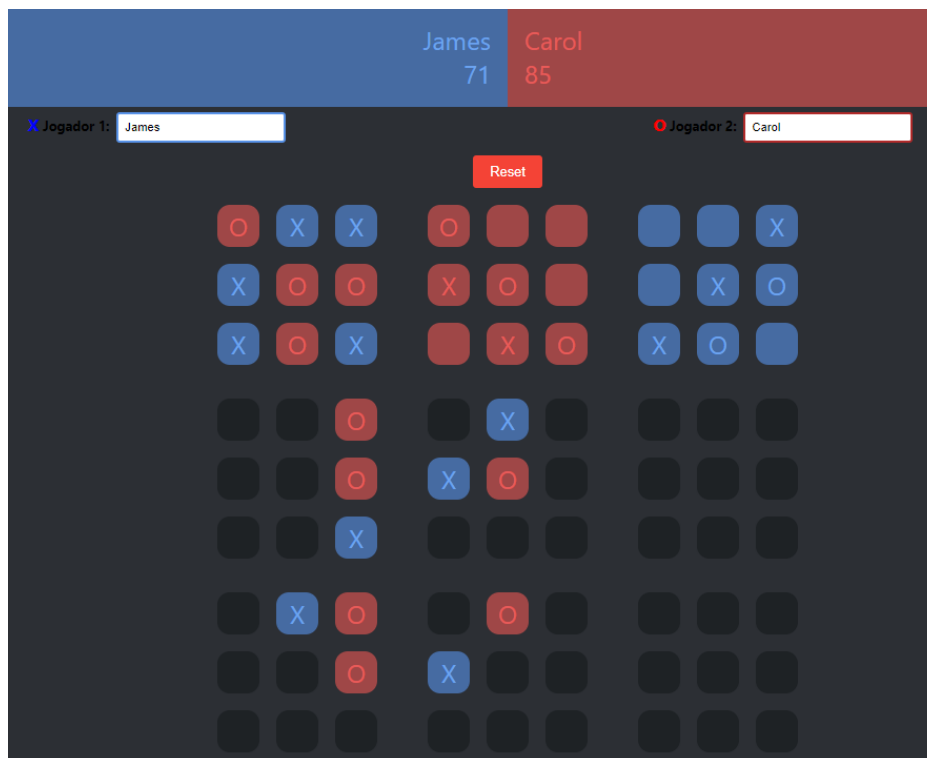 James Carol
71 85
X Jogador 1: James O Jogador 2: Carol
Reset
O X X O X
X O O X O X O
X O X X O X O
O X
O X O
X
X O O
O X